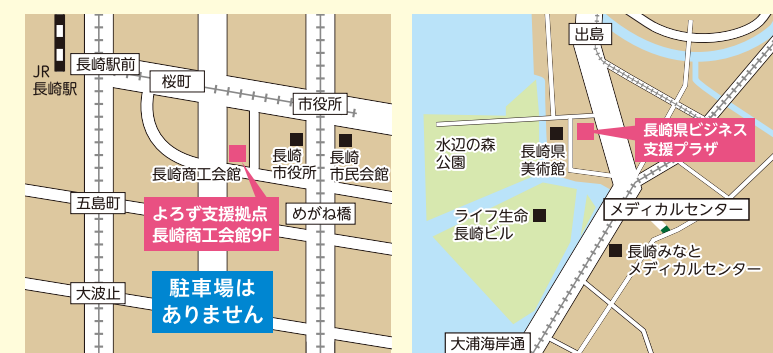 JR
長崎駅
長崎駅前
桜町
市役所
長崎商工会館
長崎
市役所
長崎
市民会館
五島町
よろず支援拠点
長崎商工会館9F
めがね橋
大波止
駐車場は
ありません
出島
水辺の森
公園
長崎県
美術館
長崎県ビジネス
支援プラザ
ライフ生命
長崎ビル
メディカルセンター
長崎みなと
メディカルセンター
大浦海岸通